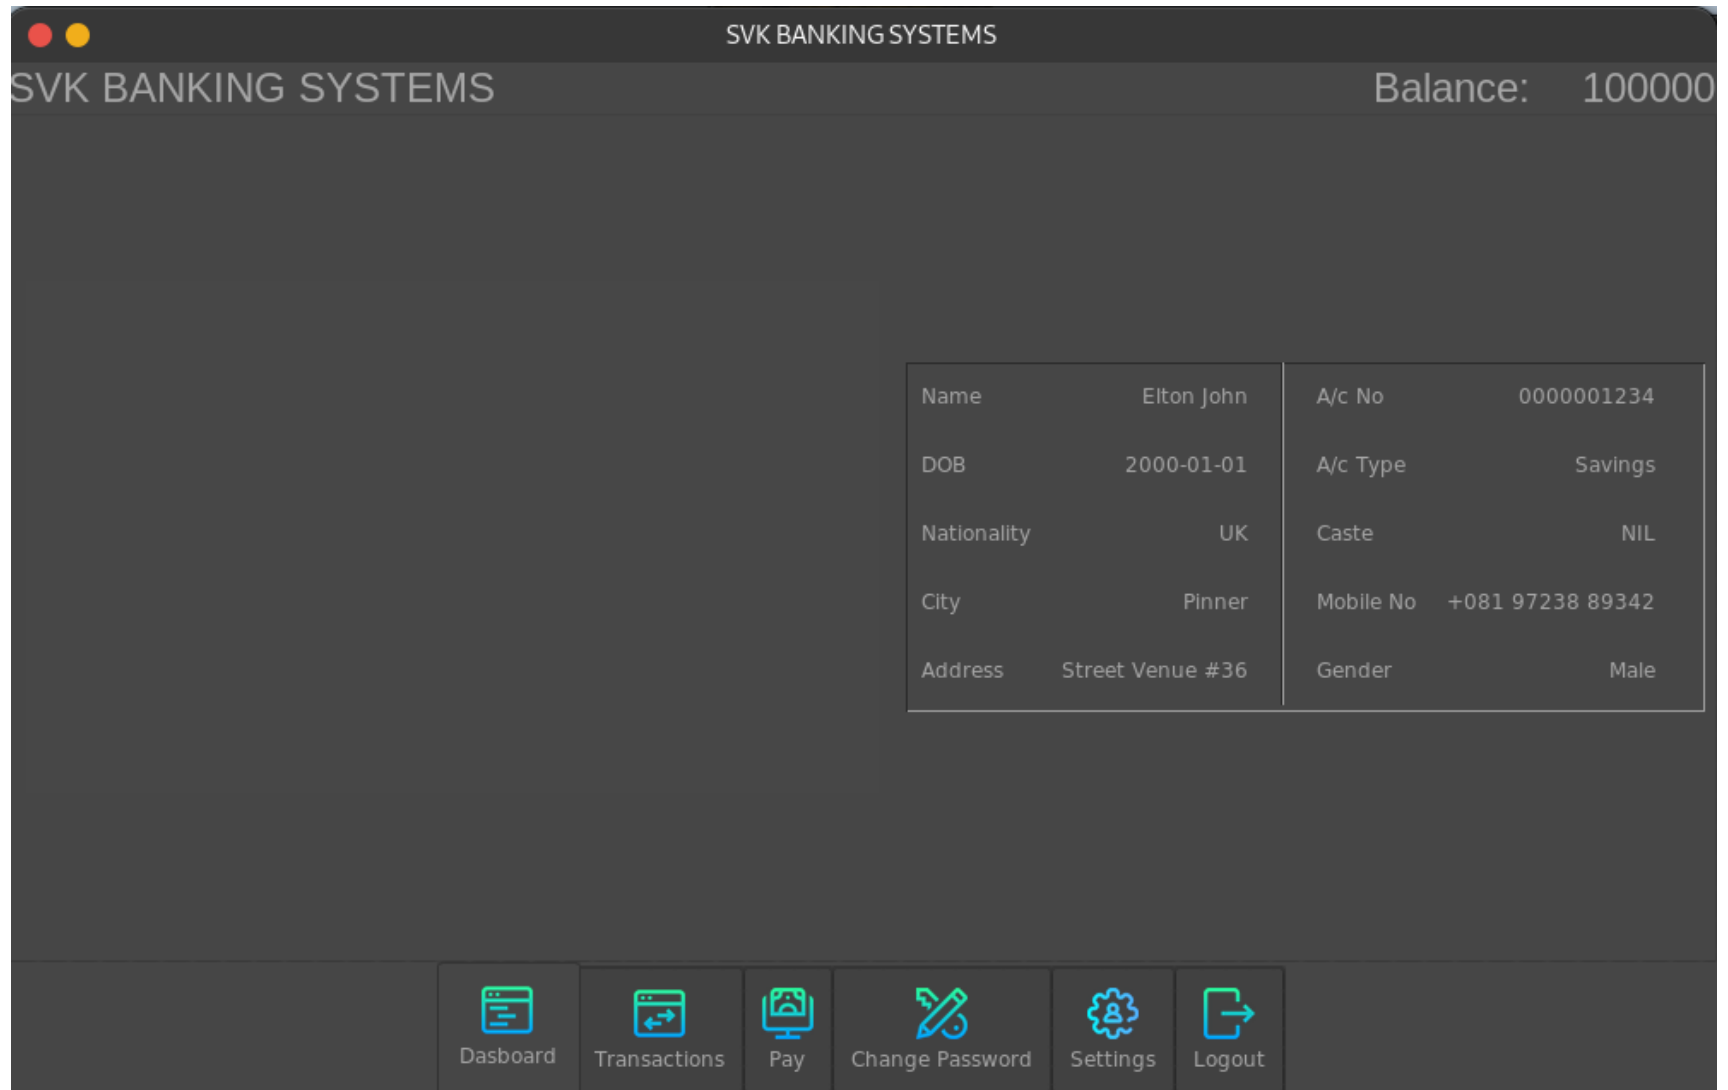 SVK BANKING SYSTEMS
SVK BANKING SYSTEMS Balance: 100000
Name Elton John A/c No 0000001234
DOB 2000-01-01 A/c Type Savings
Nationality UK Caste NIL
City Pinner Mobile No +081 97238 89342
Address Street Venue #36 Gender Male
Dasboard Transactions Pay Change Password Settings Logout